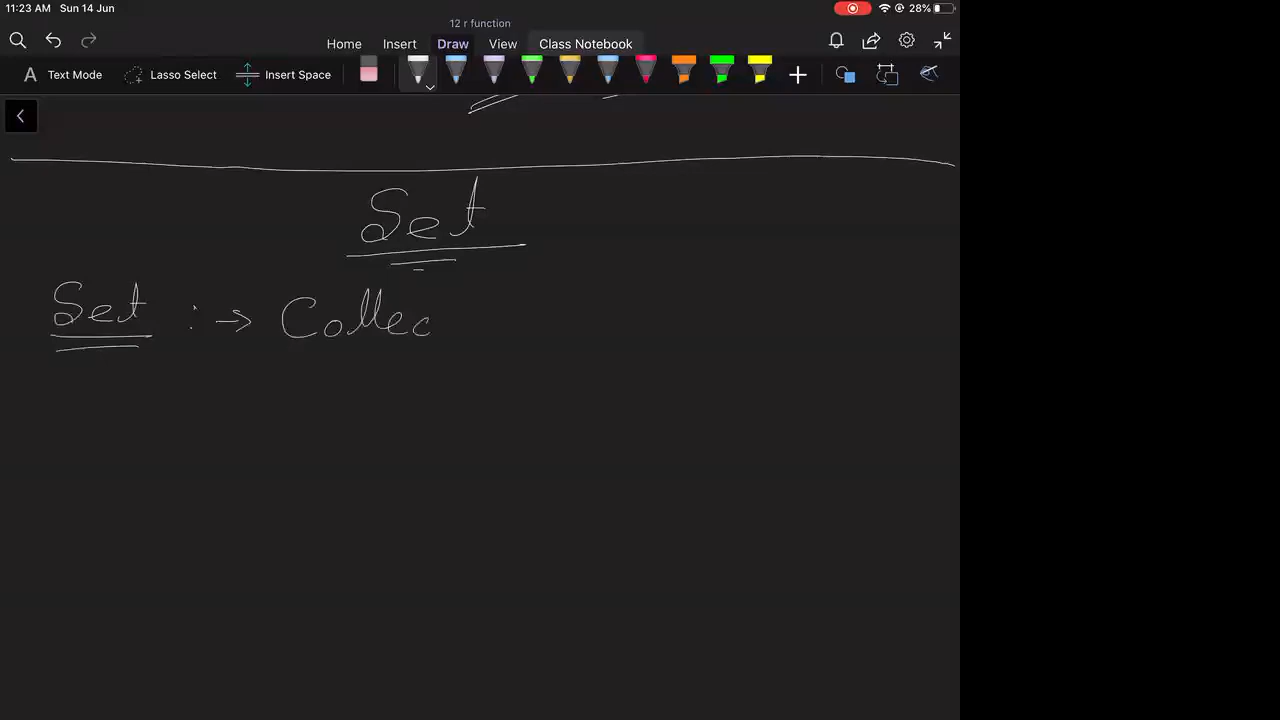 11:23 AM Sun 14 Jun 28%
12 r function
Home Insert Draw View Class Notebook
A Text Mode Lasso Select Insert Space
Set
Set :→ Collec